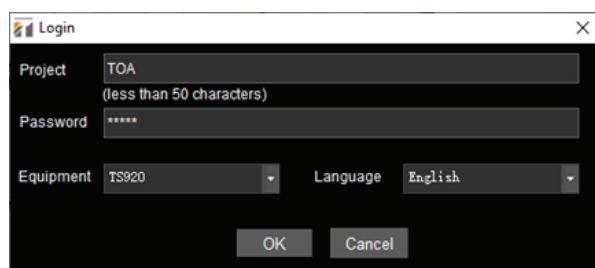 Login
Project TOA
(less than 50 characters)
Password *****
Equipment TS920 Language English
OK Cancel